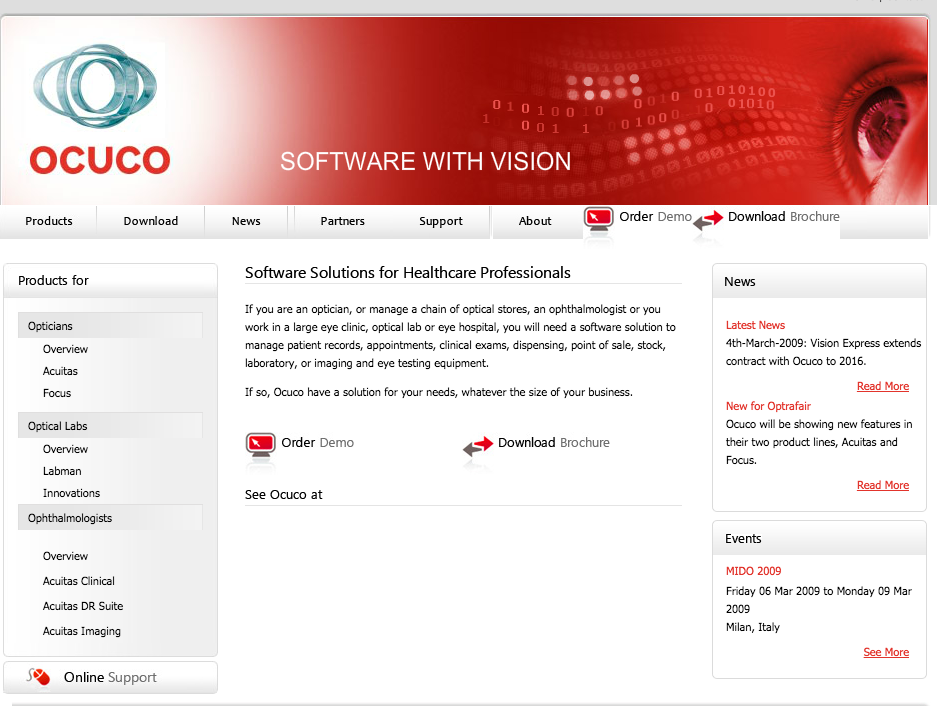 OCUCO
SOFTWARE WITH VISION
Products
Download
News
Partners
Support
About
Order Demo
Download Brochure
Products for
Opticians
Overview
Acuitas
Focus
Optical Labs
Overview
Labman
Innovations
Ophthalmologists
Overview
Acuitas Clinical
Acuitas DR Suite
Acuitas Imaging
Online Support
Software Solutions for Healthcare Professionals
If you are an optician, or manage a chain of optical stores, an ophthalmologist or you
work in a large eye clinic, optical lab or eye hospital, you will need a software solution to
manage patient records, appointments, clinical exams, dispensing, point of sale, stock,
laboratory, or imaging and eye testing equipment.
If so, Ocuco have a solution for your needs, whatever the size of your business.
Order Demo
Download Brochure
See Ocuco at
News
Latest News
4th-March-2009: Vision Express extends
contract with Ocuco to 2016.
Read More
New for Optrafair
Ocuco will be showing new features in
their two product lines, Acuitas and
Focus.
Read More
Events
MIDO 2009
Friday 06 Mar 2009 to Monday 09 Mar
2009
Milan, Italy
See More